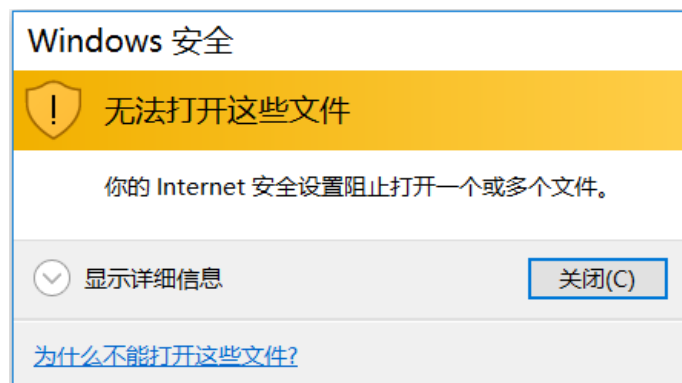 Windows 安全
无法打开这些文件
你的 Internet 安全设置阻止打开一个或多个文件。
显示详细信息
关闭(C)
为什么不能打开这些文件?